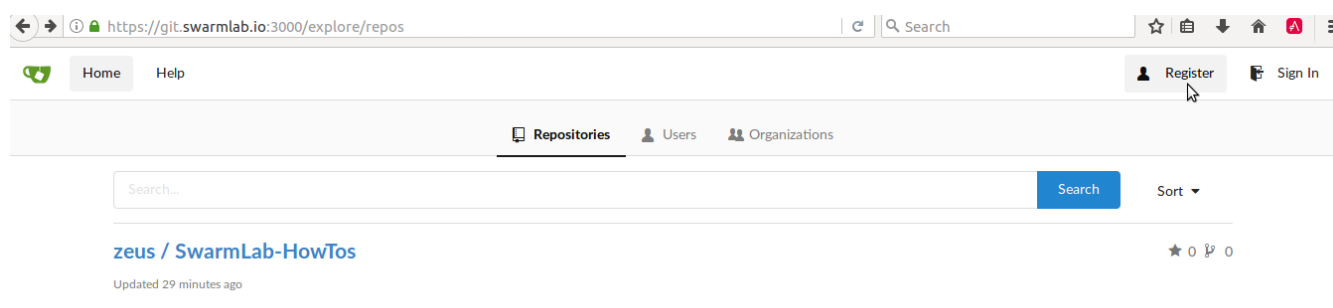 https://git.swarmlab.io:3000/explore/repos Search
Home Help Register Sign In
Repositories Users Organizations
Search... Search Sort
zeus / SwarmLab-HowTos 0 0
Updated 29 minutes ago